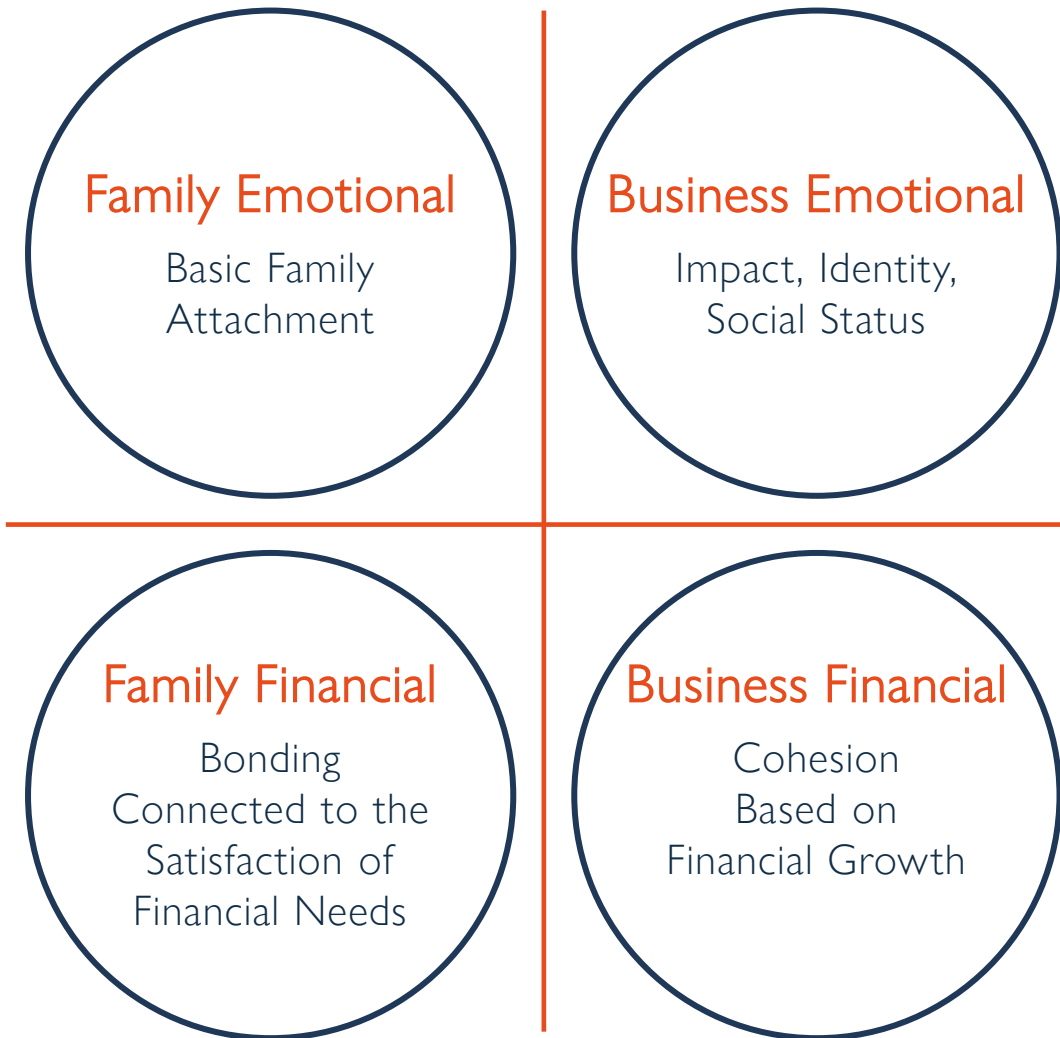 Family Emotional
Basic Family
Attachment
Business Emotional
Impact, Identity,
Social Status
Family Financial
Bonding
Connected to the
Satisfaction of
Financial Needs
Business Financial
Cohesion
Based on
Financial Growth